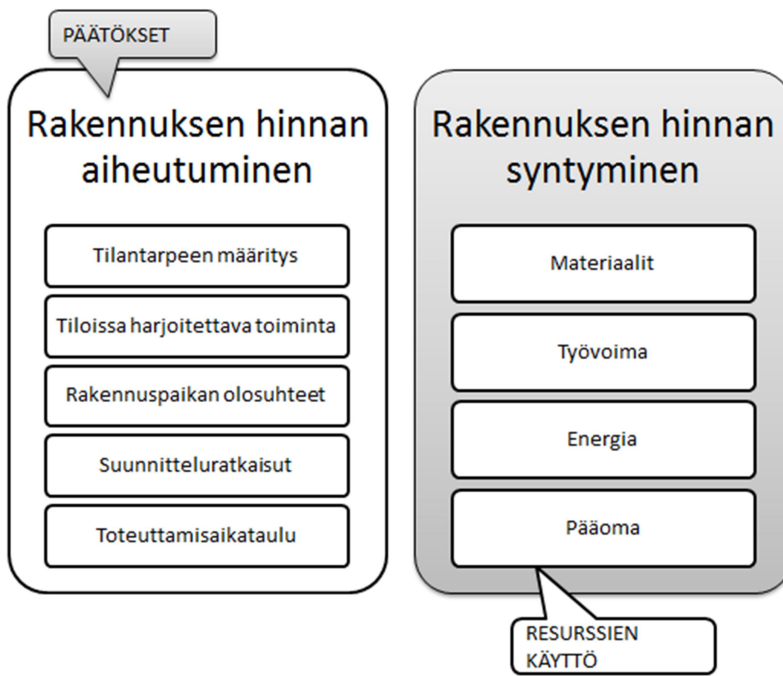 PÄÄTÖKSET
Rakennuksen hinnan
aiheutuminen
Tilantarpeen määritys
Tiloissa harjoitettava toiminta
Rakennuspaikan olosuhteet
Suunnitteluratkaisut
Toteuttamisaikataulu
Rakennuksen hinnan
syntyminen
Materiaalit
Työvoima
Energia
Pääoma
RESURSSIEN
KÄYTTÖ